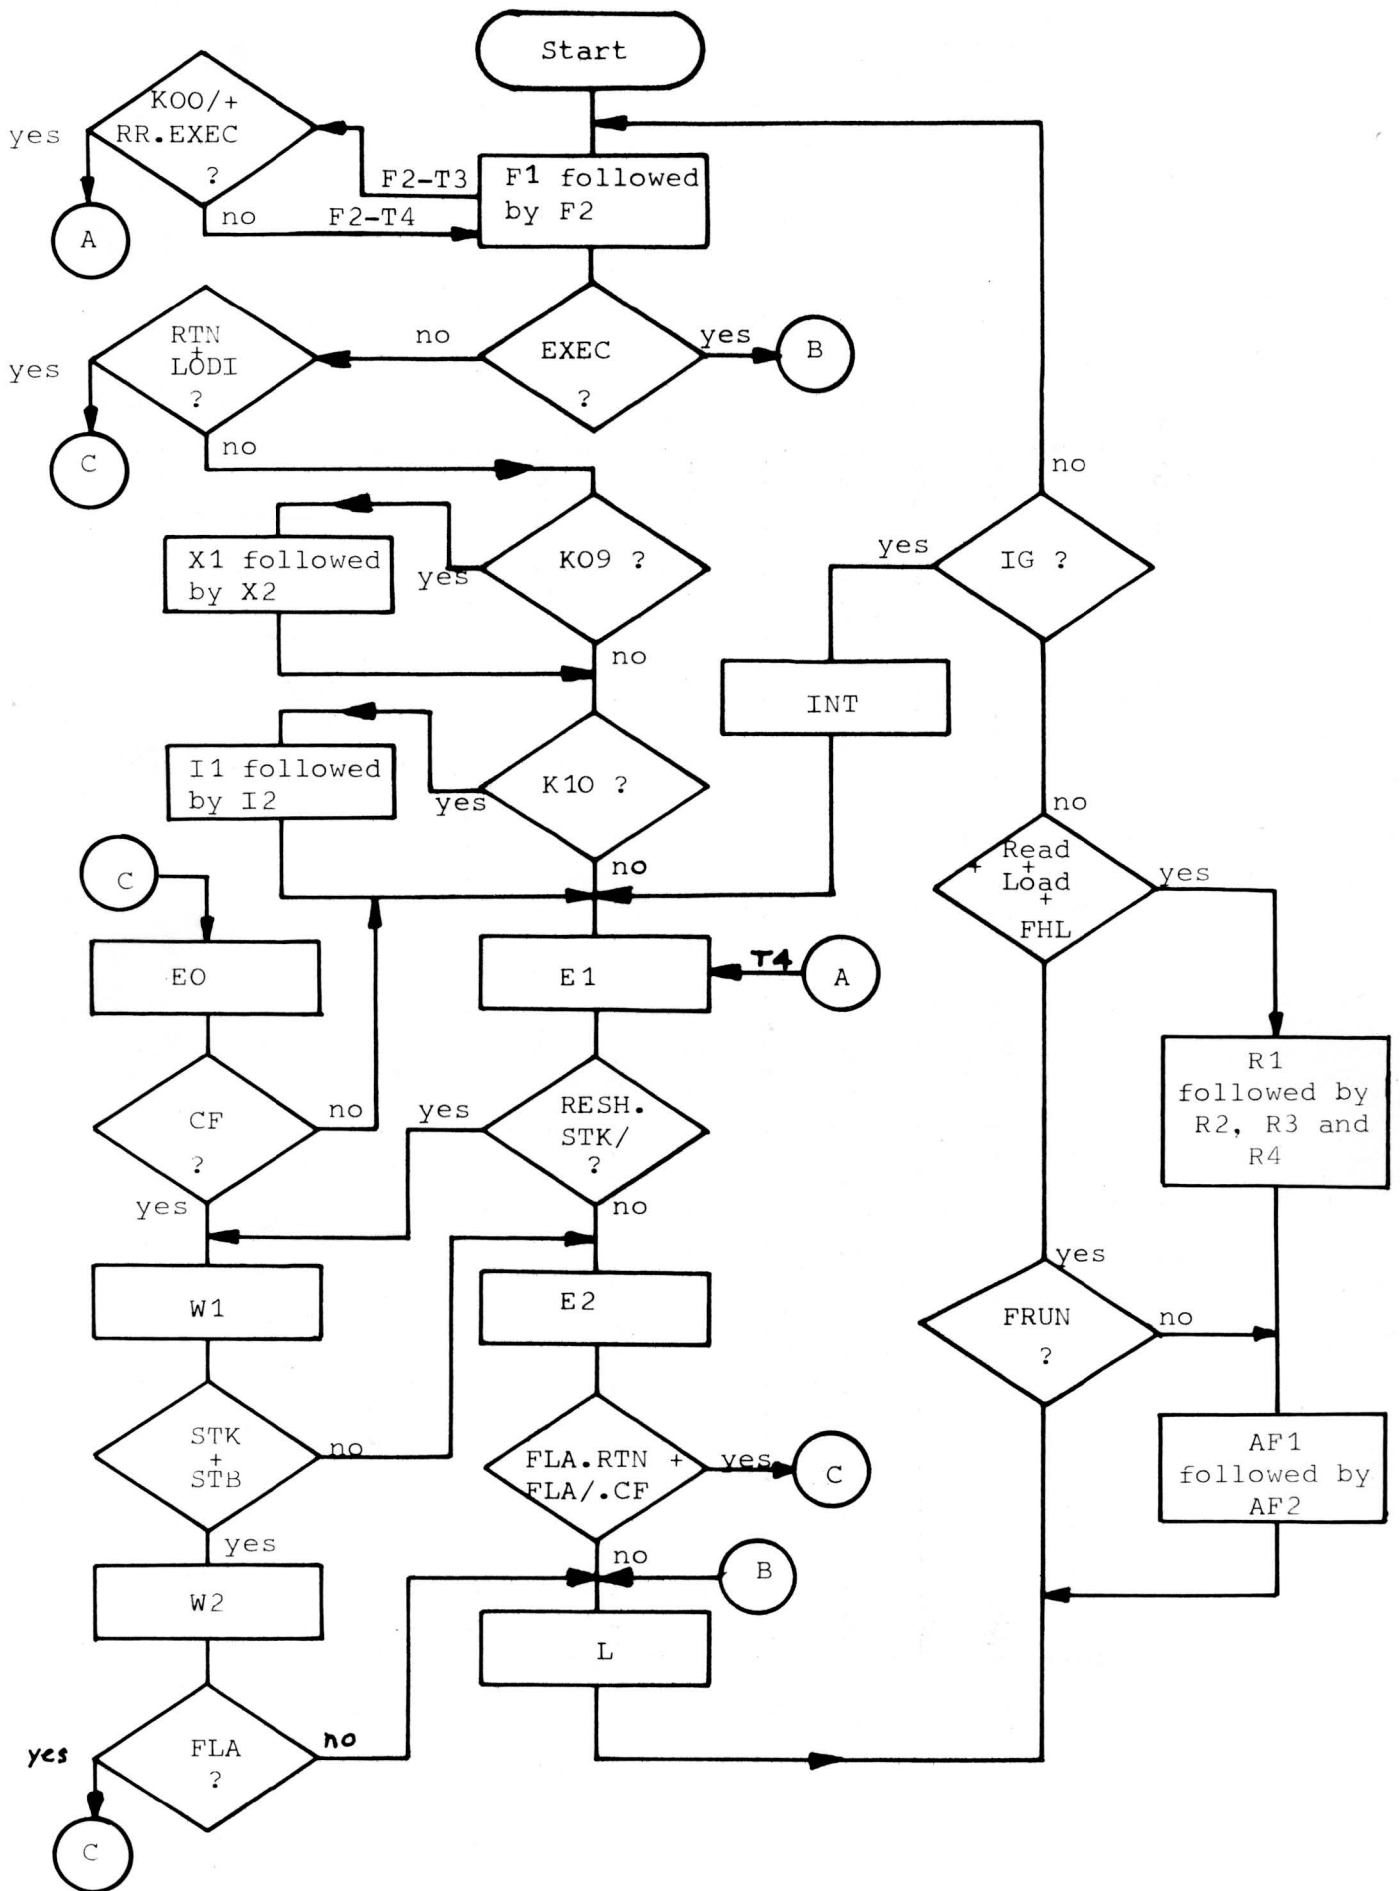 Start
KOO/+
RR.EXEC
?
yes
no
A
F2-T3
F2-T4
F1 followed
by F2
RTN
+
LODI
?
yes
no
C
no
EXEC
?
yes
B
X1 followed
by X2
yes
K09 ?
no
I1 followed
by I2
yes
K10 ?
no
yes
IG ?
no
INT
no
Read
+ +
Load
+
FHL
yes
C
EO
E1
T4
A
CF
?
no
yes
yes
RESH.
STK/
?
no
R1
followed by
R2, R3 and
R4
W1
E2
yes
FRUN
?
no
STK
+
STB
no
yes
FLA.RTN +
FLA/.CF
yes
C
no
AF1
followed by
AF2
W2
B
L
yes
FLA
?
no
C